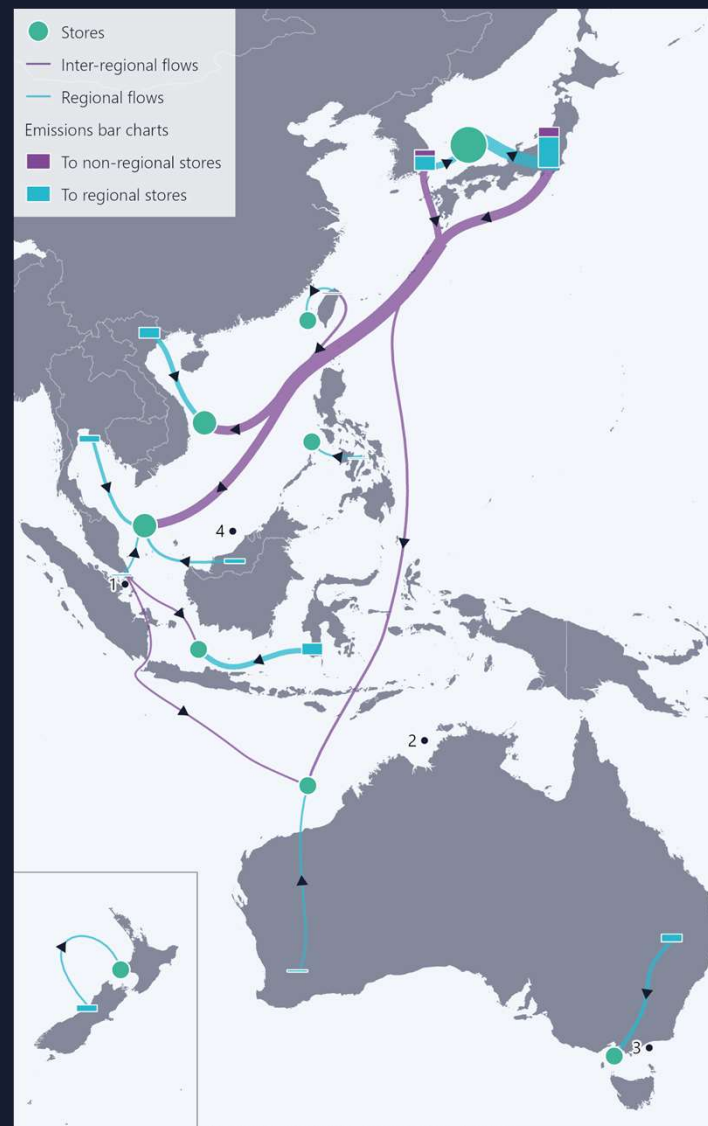 Stores
Inter-regional flows
Regional flows
Emissions bar charts
To non-regional stores
To regional stores
4
1
2
3